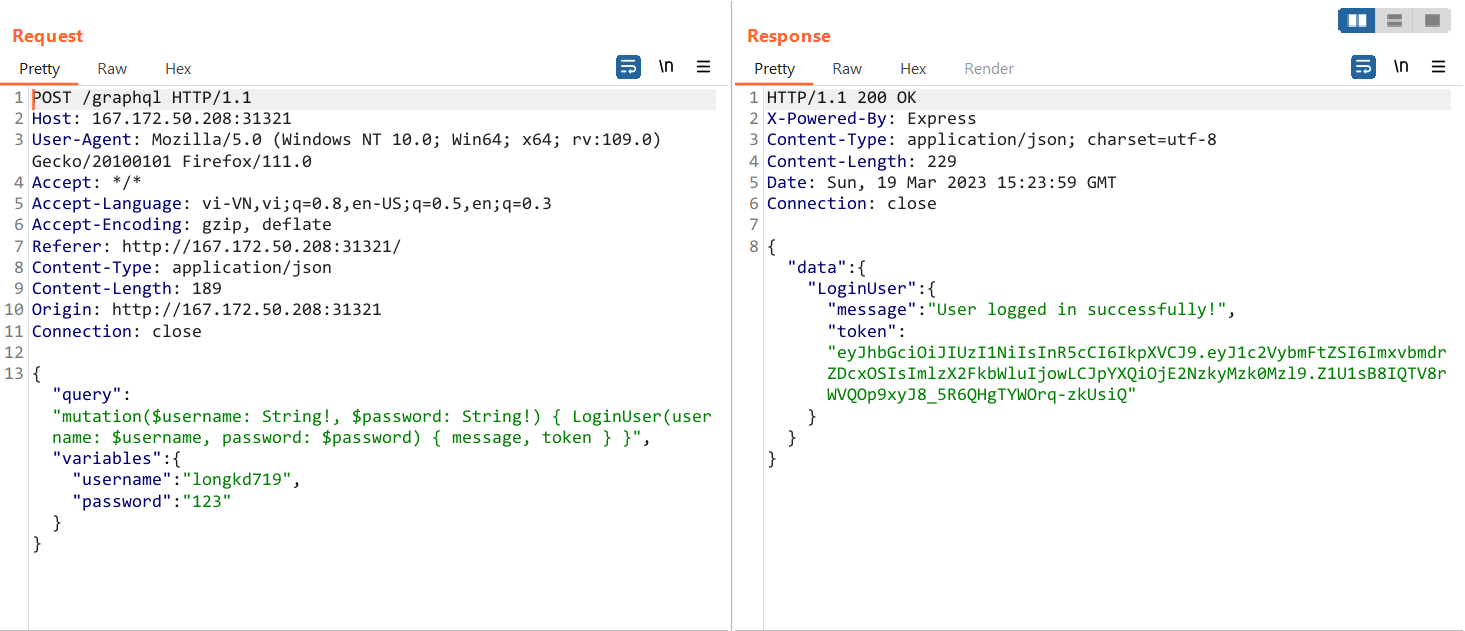 Request
Pretty Raw Hex \n
1 POST /graphql HTTP/1.1
2 Host: 167.172.50.208:31321
3 User-Agent: Mozilla/5.0 (Windows NT 10.0; Win64; x64; rv:109.0)
Gecko/20100101 Firefox/111.0
4 Accept: */*
5 Accept-Language: vi-VN,vi;q=0.8,en-US;q=0.5,en;q=0.3
6 Accept-Encoding: gzip, deflate
7 Referer: http://167.172.50.208:31321/
8 Content-Type: application/json
9 Content-Length: 189
10 Origin: http://167.172.50.208:31321
11 Connection: close
12
13 {
"query":
"mutation($username: String!, $password: String!) { LoginUser(user
name: $username, password: $password) { message, token } }",
"variables":{
"username":"longkd719",
"password":"123"
}
}
Response
Pretty Raw Hex Render \n
1 HTTP/1.1 200 OK
2 X-Powered-By: Express
3 Content-Type: application/json; charset=utf-8
4 Content-Length: 229
5 Date: Sun, 19 Mar 2023 15:23:59 GMT
6 Connection: close
7
8 {
"data":{
"LoginUser":{
"message":"User logged in successfully!",
"token":
"eyJhbGciOiJIUzI1NiIsInR5cCI6IkpXVCJ9.eyJ1c2VybmFtZSI6Imxvbmdr
ZDcxOSIsImlzX2FkbWluIjowLCJpYXQiOjE2NzkyMzk0Mzl9.Z1U1sB8IQTV8r
WVQOp9xyJ8_5R6QHgTYWOrq-zkUsiQ"
}
}
}